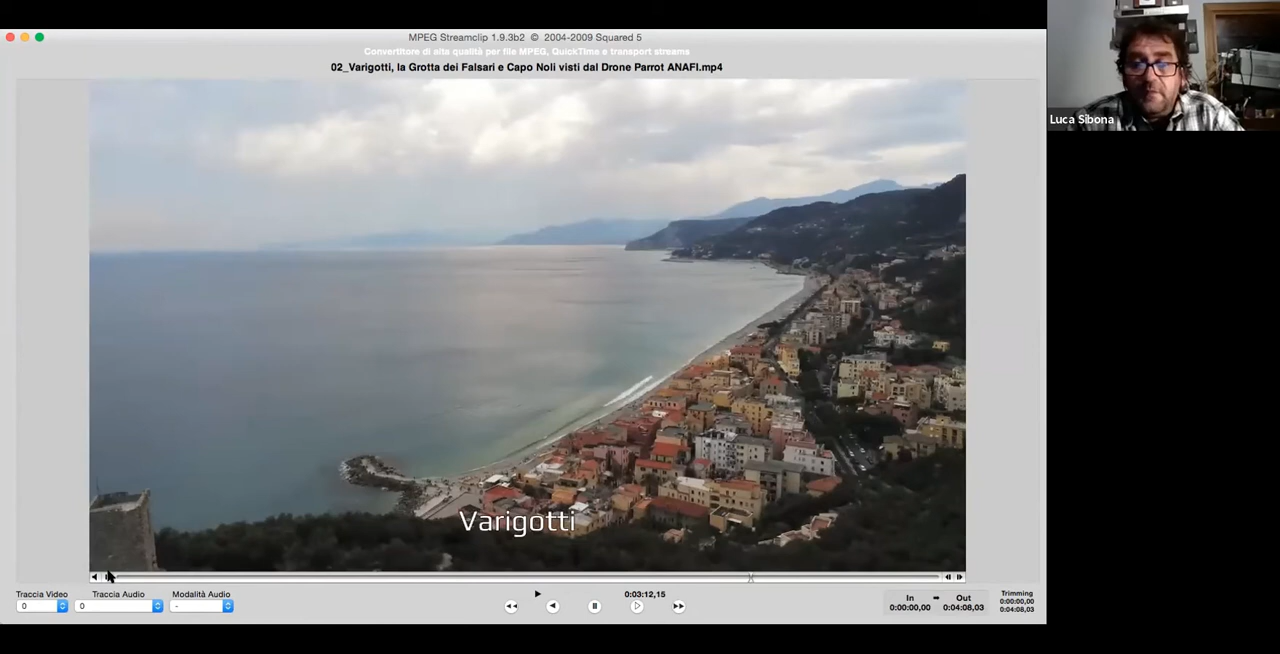 MPEG Streamclip 1.9.3b2 © 2004-2009 Squared 5
Convertitore di alta qualità per file MPEG, QuickTime e transport streams
02_Varigotti, la Grotta dei Falsari e Capo Noli visti dal Drone Parrot ANAFI.mp4
Luca Sibona
Varigotti
Traccia Video
0
Traccia Audio
0
Modalità Audio
-
0:03:12,15
In
0:00:00,00
Out
0:04:08,03
Trimming
0:00:00,00
0:04:08,03